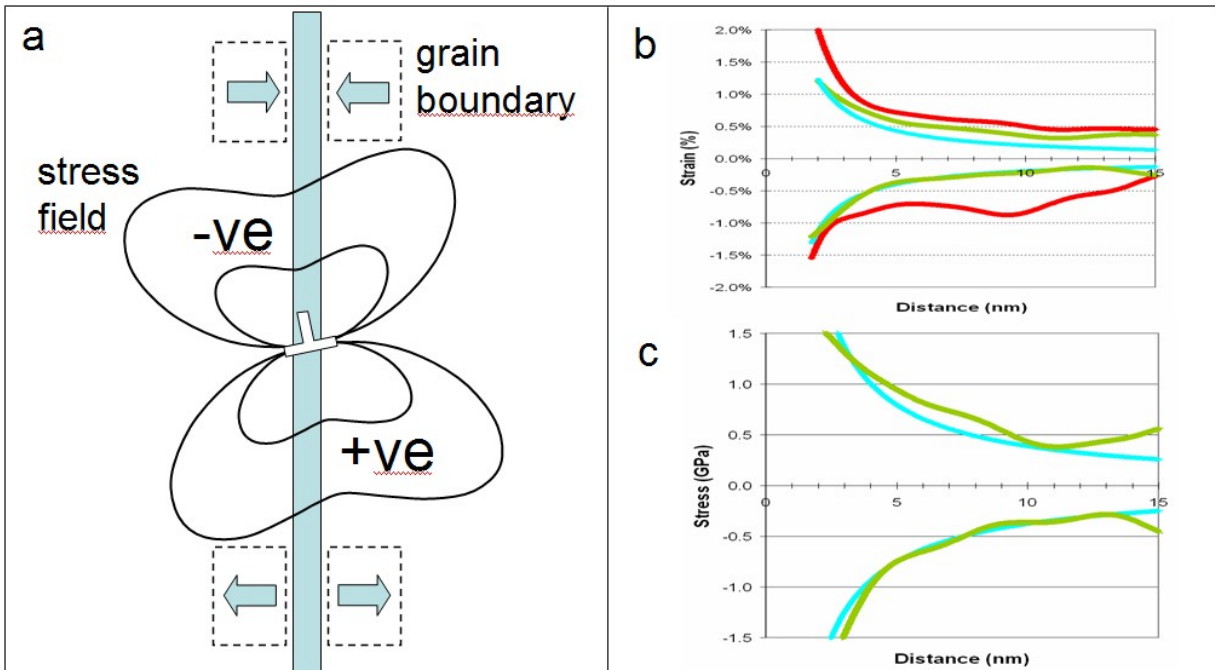 a
grain
boundary
stress
field
-ve
+ve
b
2.0%
1.5%
1.0%
0.5%
0.0%
-0.5%
-1.0%
-1.5%
-2.0%
Strain (%)
5
10
15
Distance (nm)
c
1.5
1.0
0.5
0.0
-0.5
-1.0
-1.5
Stress (GPa)
0
5
10
15
Distance (nm)